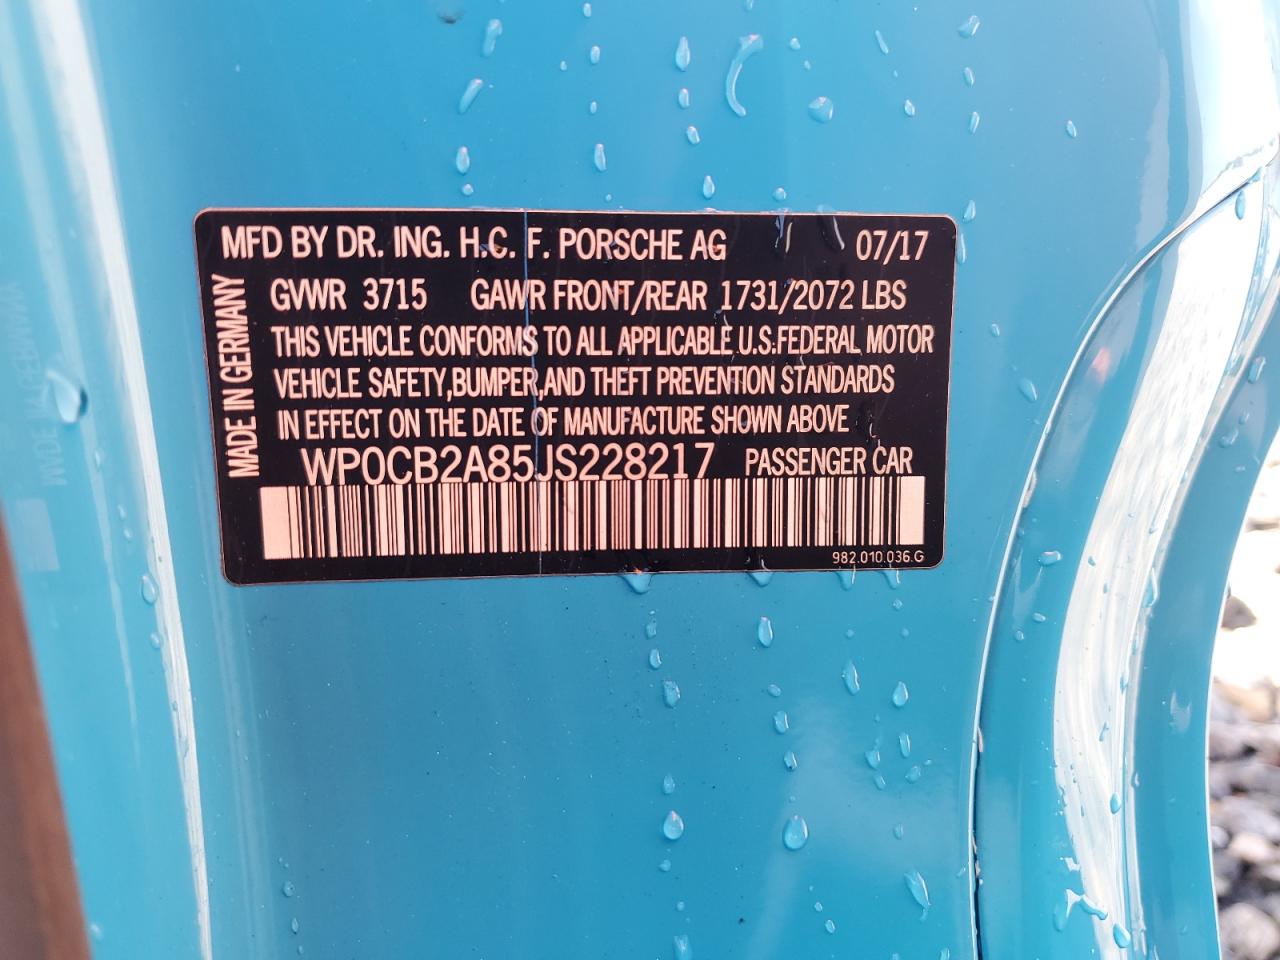 MFD BY DR. ING. H.C. F. PORSCHE AG 07/17
GVWR 3715 GAWR FRONT/REAR 1731/2072 LBS
THIS VEHICLE CONFORMS TO ALL APPLICABLE U.S.FEDERAL MOTOR
VEHICLE SAFETY,BUMPER,AND THEFT PREVENTION STANDARDS
IN EFFECT ON THE DATE OF MANUFACTURE SHOWN ABOVE
WP0CB2A85JS228217 PASSENGER CAR
982.010.036.G
MADE IN GERMANY